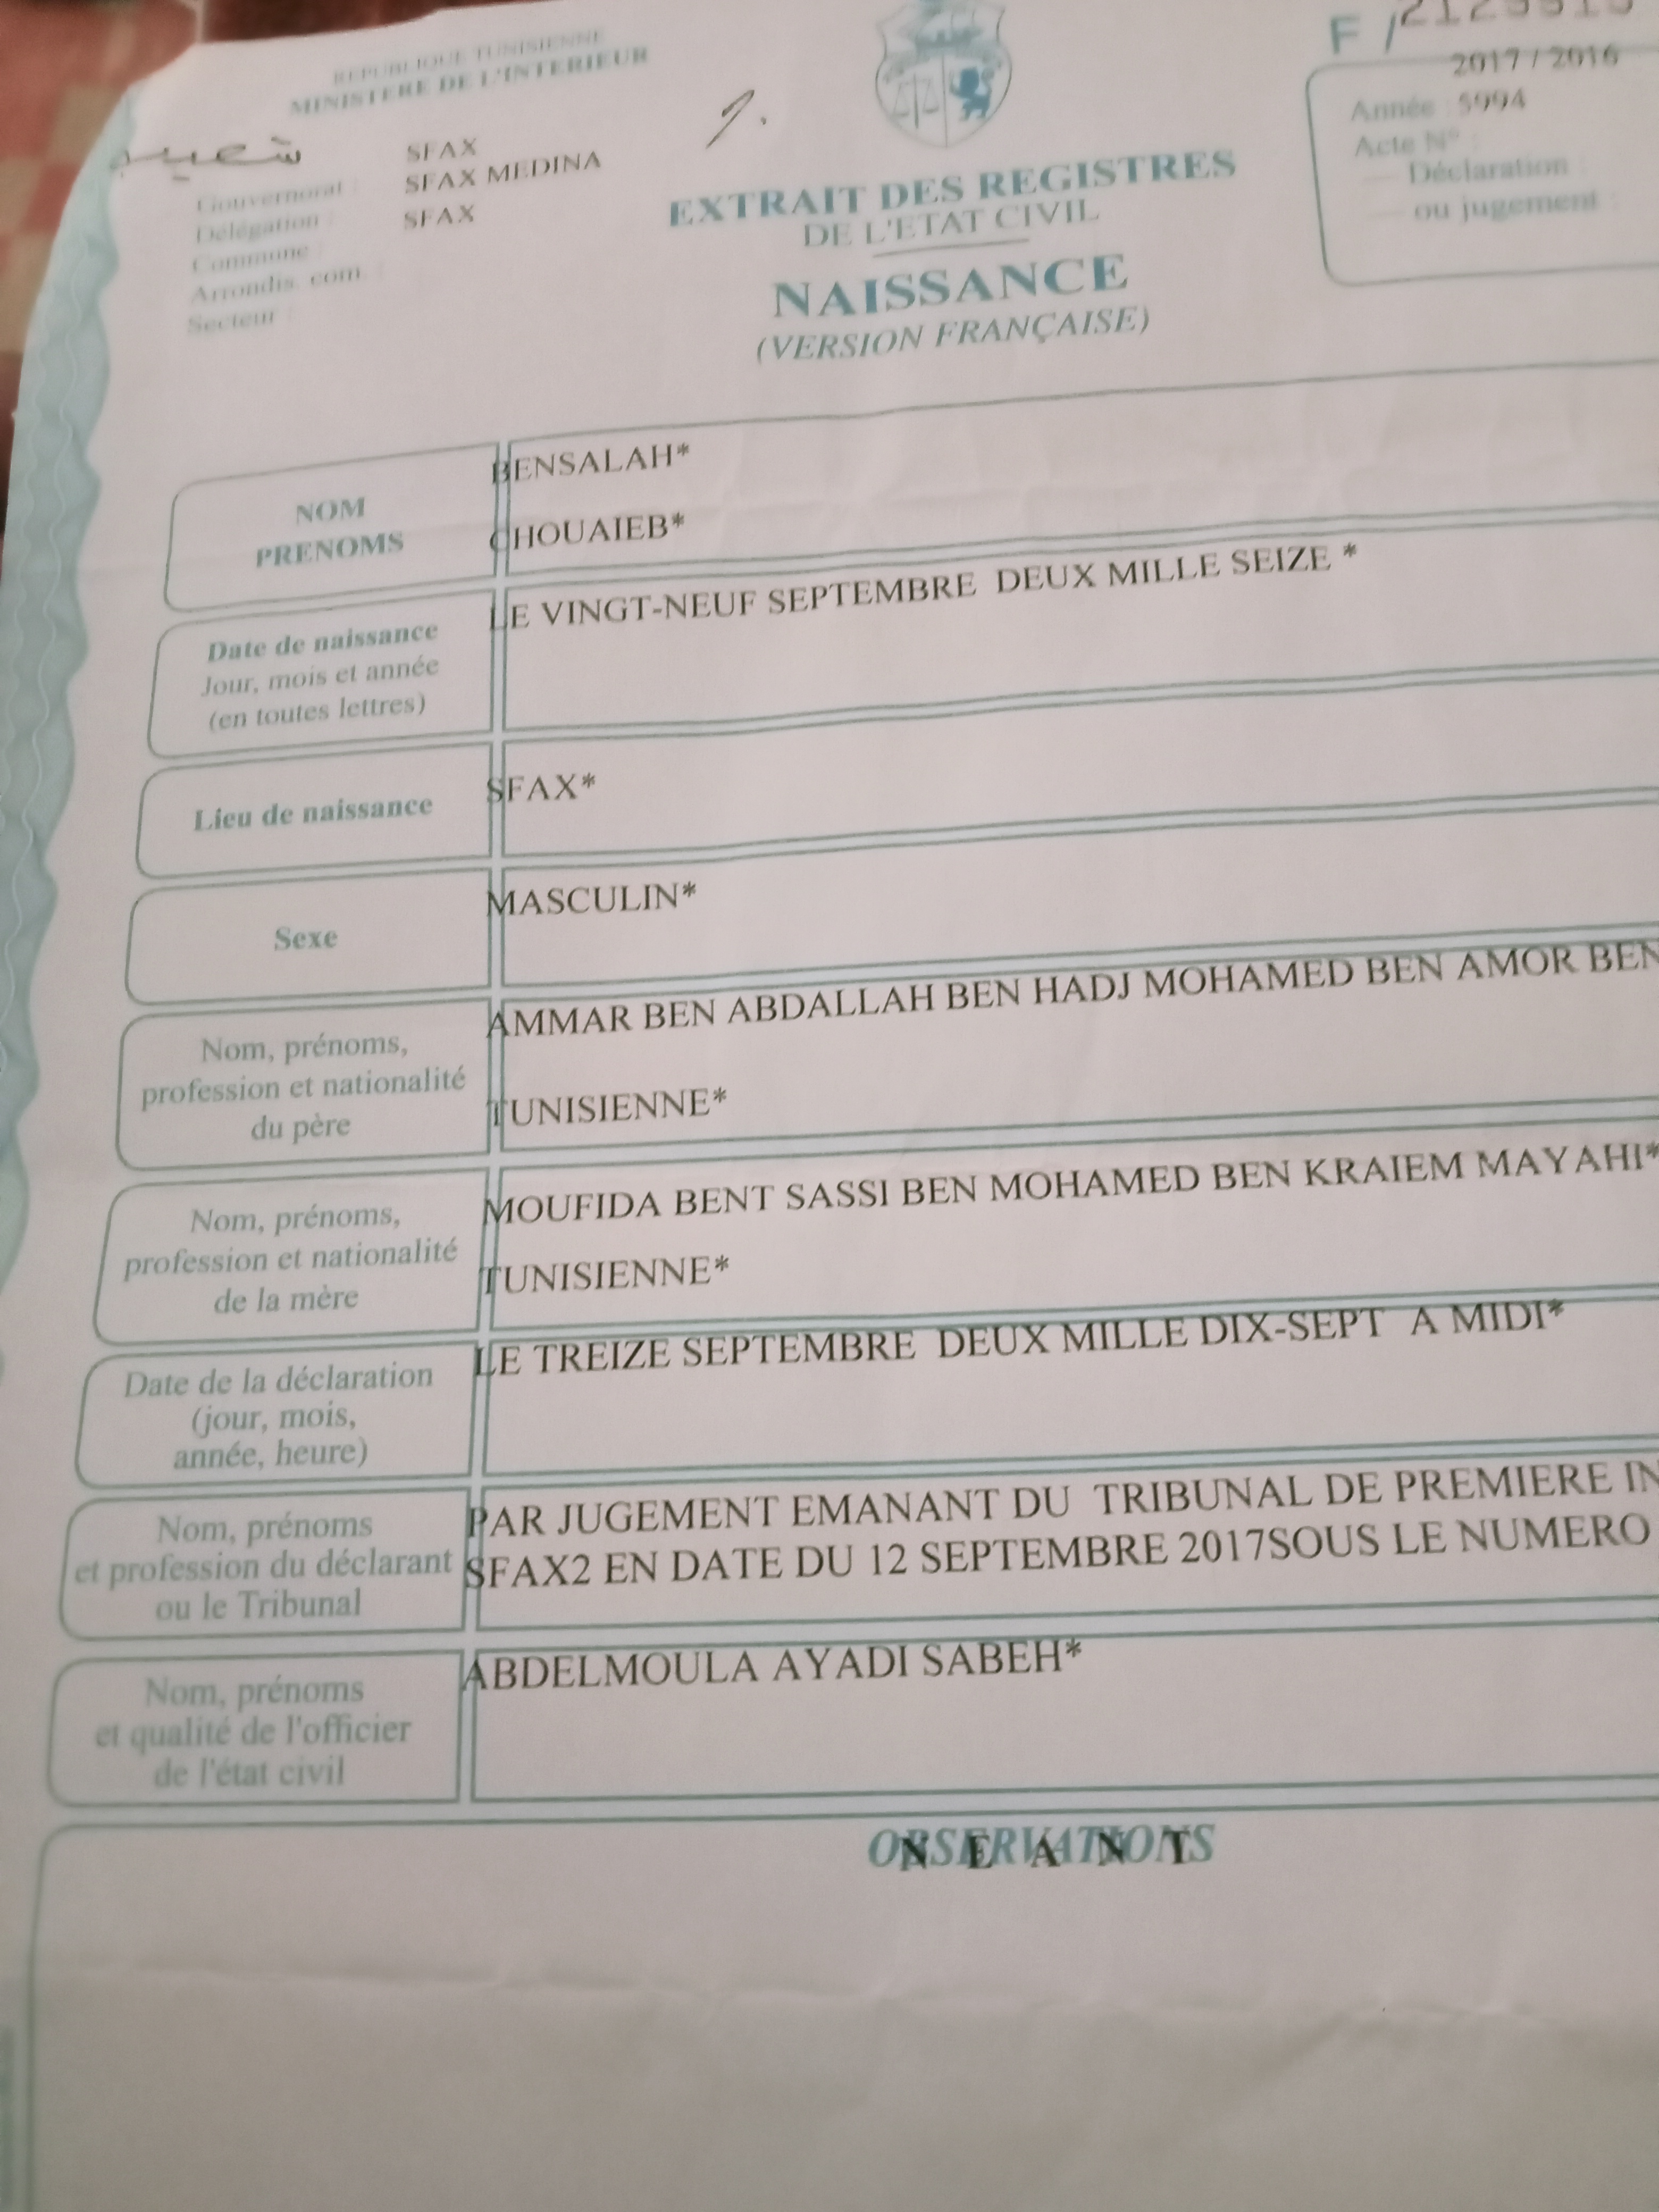 REPUBLIQUE TUNISIENNE
MINISTERE DE L'INTERIEUR
شعيب
Gouvernorat : SFAX
Délégation : SFAX MEDINA
Commune : SFAX
Arrondis. com. :
Secteur :
EXTRAIT DES REGISTRES
DE L'ETAT CIVIL
NAISSANCE
(VERSION FRANÇAISE)
F /
2017 / 2016
Année : 5994
Acte N° :
— Déclaration :
— ou jugement :
NOM
PRENOMS
BENSALAH*
CHOUAIEB*
Date de naissance
Jour, mois et année
(en toutes lettres)
LE VINGT-NEUF SEPTEMBRE DEUX MILLE SEIZE *
Lieu de naissance
SFAX*
Sexe
MASCULIN*
Nom, prénoms,
profession et nationalité
du père
AMMAR BEN ABDALLAH BEN HADJ MOHAMED BEN AMOR BEN
TUNISIENNE*
Nom, prénoms,
profession et nationalité
de la mère
MOUFIDA BENT SASSI BEN MOHAMED BEN KRAIEM MAYAHI*
TUNISIENNE*
Date de la déclaration
(jour, mois,
année, heure)
LE TREIZE SEPTEMBRE DEUX MILLE DIX-SEPT A MIDI*
Nom, prénoms
et profession du déclarant
ou le Tribunal
PAR JUGEMENT EMANANT DU TRIBUNAL DE PREMIERE IN
SFAX2 EN DATE DU 12 SEPTEMBRE 2017SOUS LE NUMERO
Nom, prénoms
et qualité de l'officier
de l'état civil
ABDELMOULA AYADI SABEH*
OBSERVATIONS
N E A N T